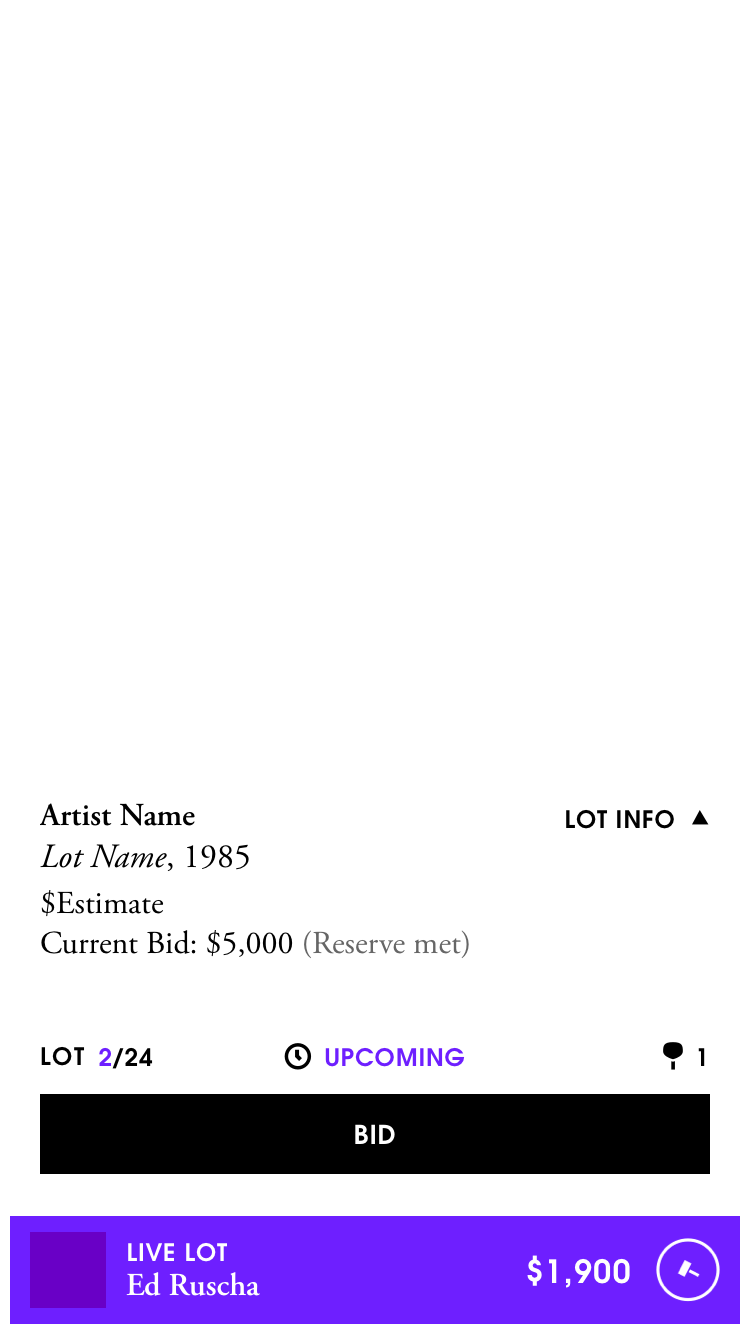 Artist Name
LOT INFO
Lot Name, 1985
$Estimate
Current Bid: $5,000 (Reserve met)
LOT 2/24
UPCOMING
1
BID
LIVE LOT
Ed Ruscha
$1,900